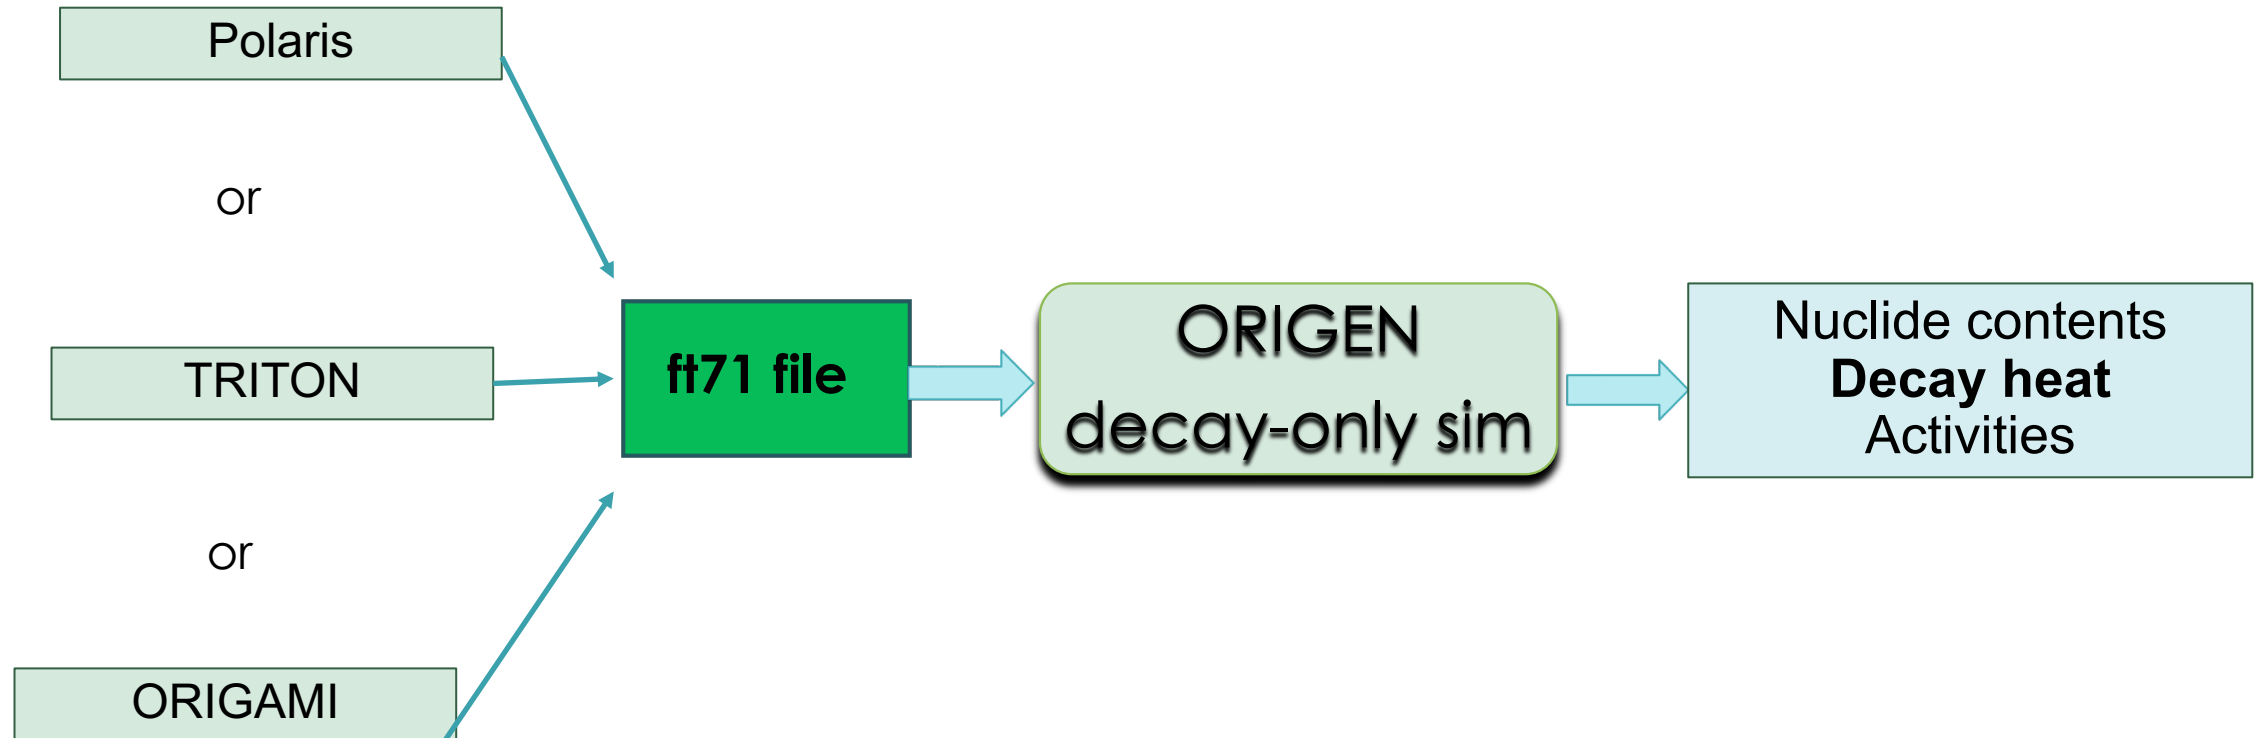 Polaris
or
TRITON
or
ORIGAMI
ft71 file
ORIGEN
decay-only sim
Nuclide contents
Decay heat
Activities